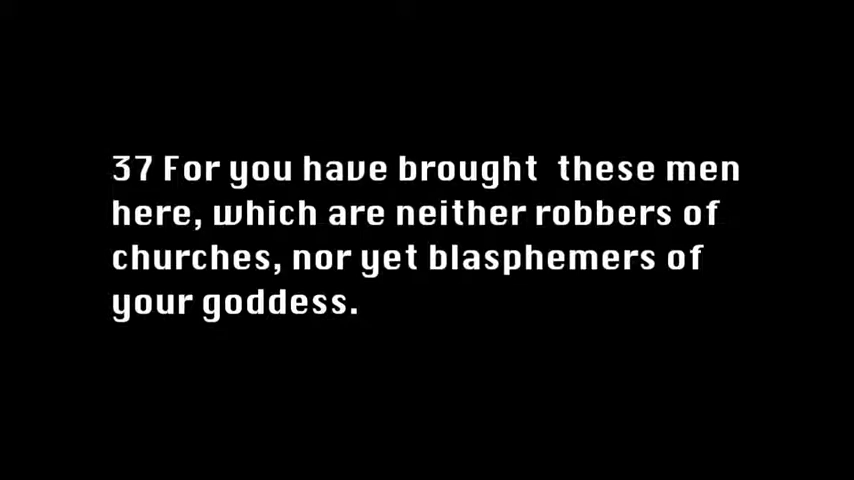 37 For you have brought  these men
here, which are neither robbers of
churches, nor yet blasphemers of
your goddess.